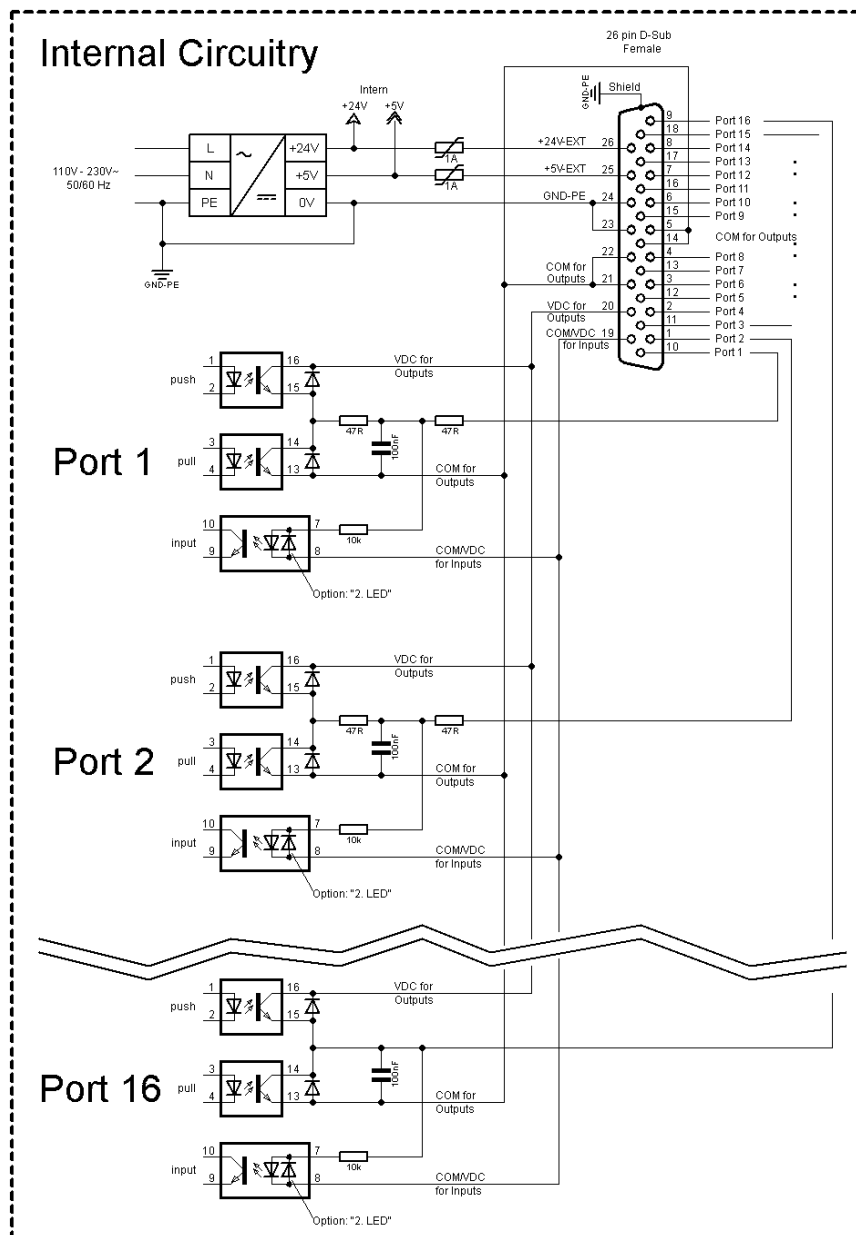 Internal Circuitry
26 pin D-Sub
Female
Shield
GND-PE
Intern
+24V
+5V
L
N
PE
~
+24V
+5V
0V
110V - 230V~
50/60 Hz
1A
1A
GND-PE
+24V-EXT 26
+5V-EXT 25
GND-PE 24
23
22
COM for
Outputs
21
VDC for
Outputs
20
COM/VDC 19
for Inputs
9 Port 16
18 Port 15
8 Port 14
17 Port 13
7 Port 12
16 Port 11
6 Port 10
15 Port 9
5
14 COM for Outputs
4 Port 8
13 Port 7
3 Port 6
12 Port 5
2 Port 4
11 Port 3
1 Port 2
10 Port 1
Port 1
push
1
2
16
15
VDC for
Outputs
47R
100nF
47R
pull
3
4
14
13
COM for
Outputs
input
10
9
7
8
10k
COM/VDC
for Inputs
Option: "2. LED"
Port 2
push
1
2
16
15
VDC for
Outputs
47R
100nF
47R
pull
3
4
14
13
COM for
Outputs
input
10
9
7
8
10k
COM/VDC
for Inputs
Option: "2. LED"
Port 16
push
1
2
16
15
VDC for
Outputs
100nF
pull
3
4
14
13
COM for
Outputs
input
10
9
7
8
10k
COM/VDC
for Inputs
Option: "2. LED"